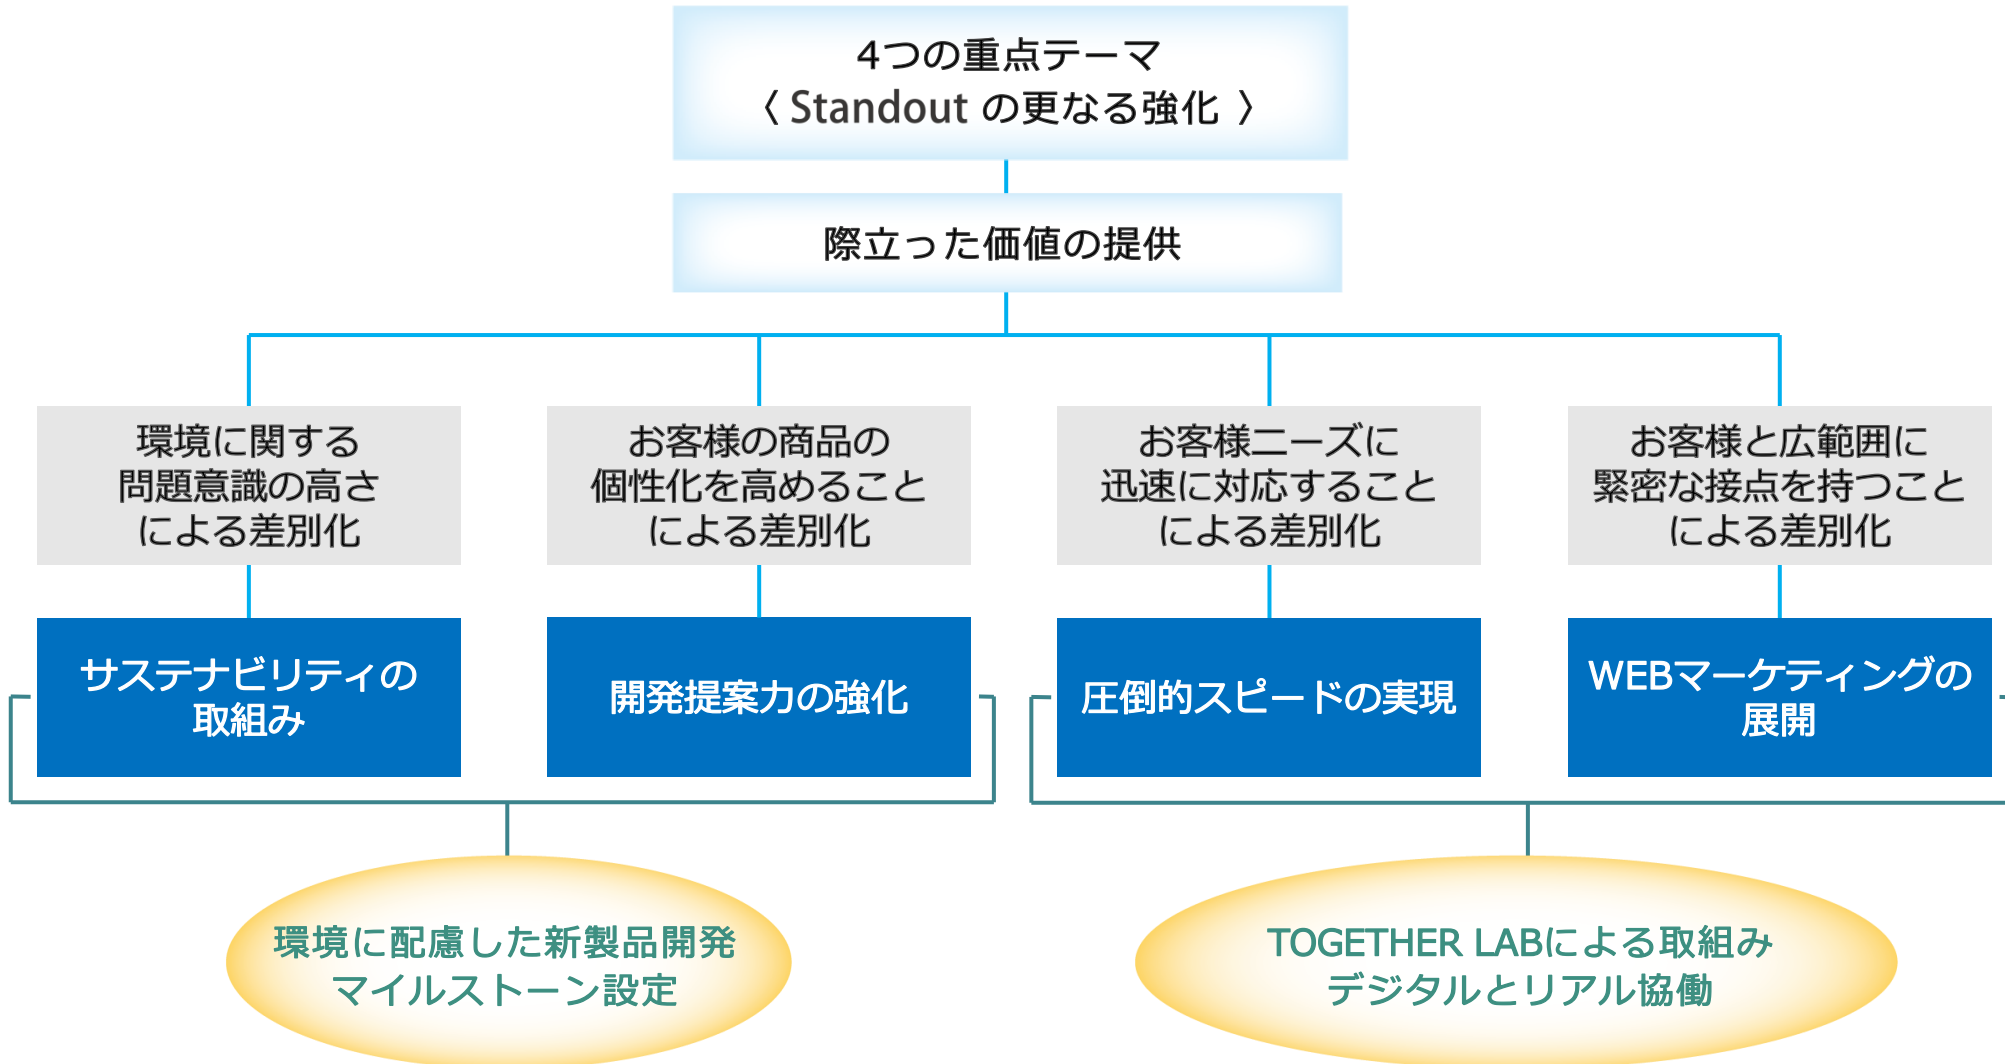 4つの重点テーマ
〈 Standout の更なる強化 〉
際立った価値の提供
環境に関する
問題意識の高さ
による差別化
お客様の商品の
個性化を高めること
による差別化
お客様ニーズに
迅速に対応すること
による差別化
お客様と広範囲に
緊密な接点を持つこと
による差別化
サステナビリティの
取組み
開発提案力の強化
圧倒的スピードの実現
WEBマーケティングの
展開
環境に配慮した新製品開発
マイルストーン設定
TOGETHER LABによる取組み
デジタルとリアル協働